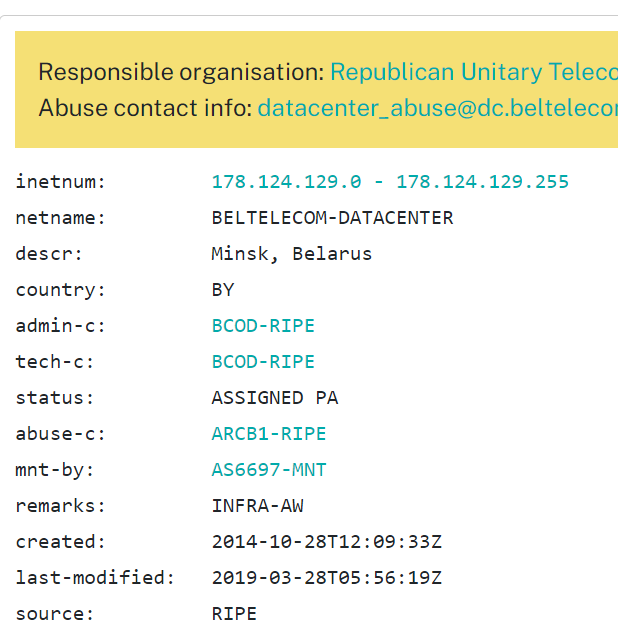 Responsible organisation: Republican Unitary Teleco
Abuse contact info: datacenter_abuse@dc.beltelecom
inetnum: 178.124.129.0 - 178.124.129.255
netname: BELTELECOM-DATACENTER
descr: Minsk, Belarus
country: BY
admin-c: BCOD-RIPE
tech-c: BCOD-RIPE
status: ASSIGNED PA
abuse-c: ARCB1-RIPE
mnt-by: AS6697-MNT
remarks: INFRA-AW
created: 2014-10-28T12:09:33Z
last-modified: 2019-03-28T05:56:19Z
source: RIPE